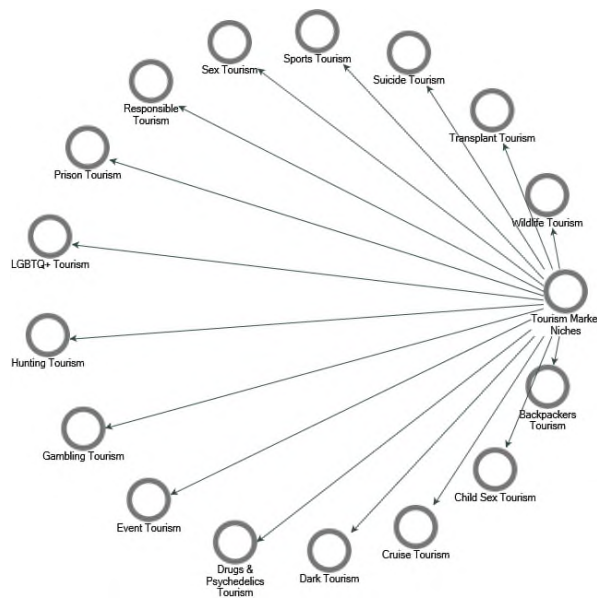 Sports Tourism
Sex Tourism
Suicide Tourism
Responsible
Tourism
Transplant Tourism
Prison Tourism
Wildlife Tourism
LGBTQ+ Tourism
Tourism Marke
Niches
Hunting Tourism
Backpackers
Tourism
Gambling Tourism
Child Sex Tourism
Event Tourism
Cruise Tourism
Drugs &
Psychedelics
Tourism
Dark Tourism